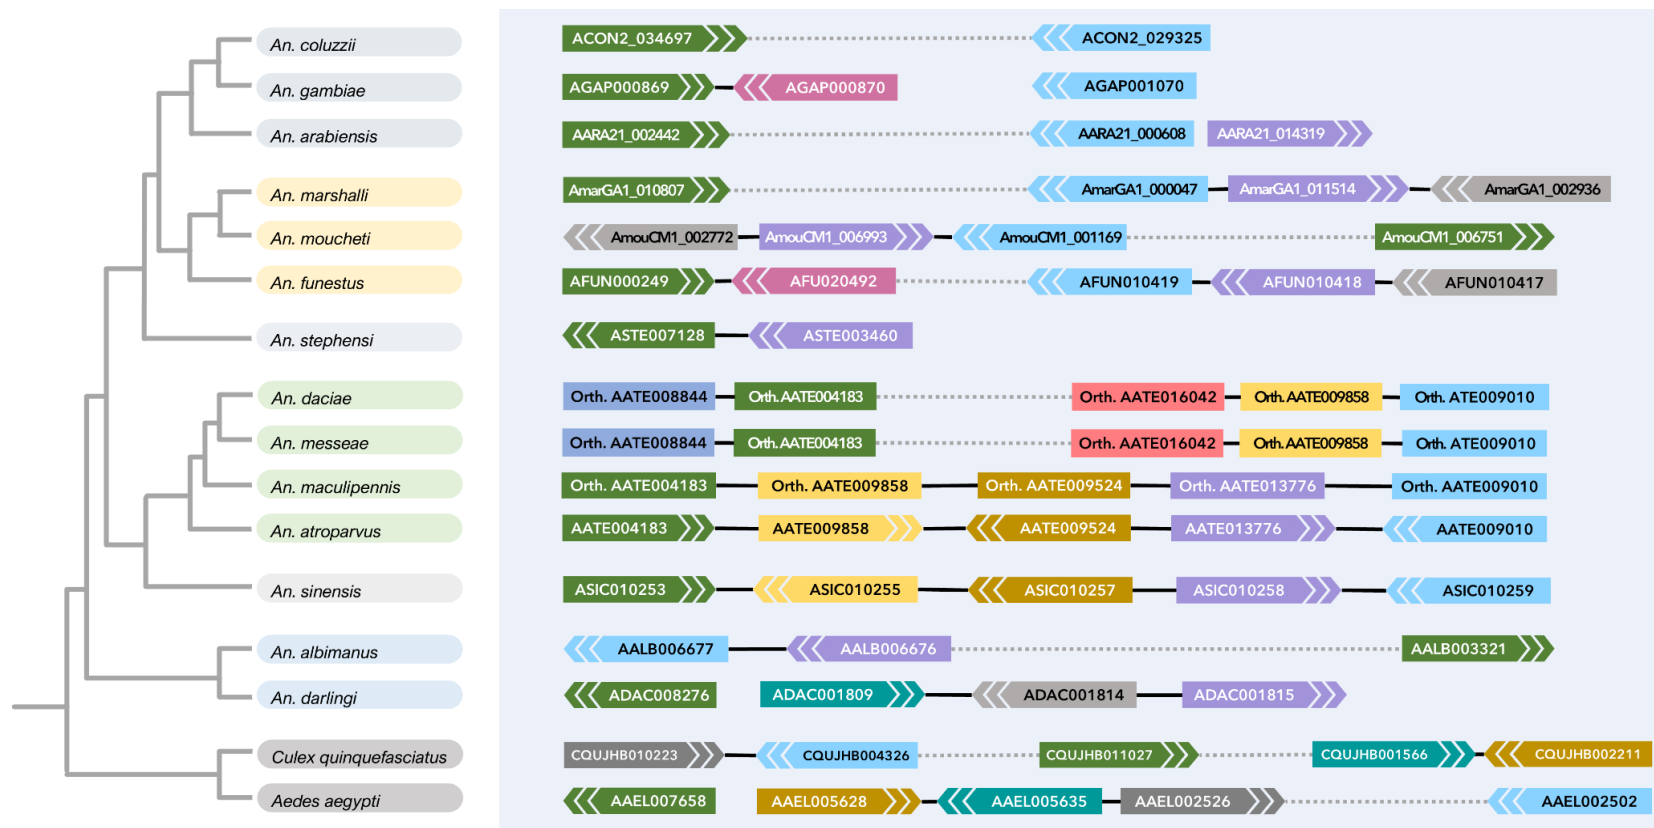 An. coluzzii ACON2_034697 ACON2_029325
An. gambiae AGAP000869 AGAP000870 AGAP001070
An. arabiensis AARA21_002442 AARA21_000608 AARA21_014319
An. marshalli AmarGA1_010807 AmarGA1_000047 AmarGA1_011514 AmarGA1_002936
An. moucheti AmouCM1_002772 AmouCM1_006993 AmouCM1_001169 AmouCM1_006751
An. funestus AFUN000249 AFU020492 AFUN010419 AFUN010418 AFUN010417
An. stephensi ASTE007128 ASTE003460
An. daciae Orth. AATE008844 Orth. AATE004183 Orth. AATE016042 Orth. AATE009858 Orth. ATE009010
An. messeae Orth. AATE008844 Orth. AATE004183 Orth. AATE016042 Orth. AATE009858 Orth. ATE009010
An. maculipennis Orth. AATE004183 Orth. AATE009858 Orth. AATE009524 Orth. AATE013776 Orth. AATE009010
An. atroparvus AATE004183 AATE009858 AATE009524 AATE013776 AATE009010
An. sinensis ASIC010253 ASIC010255 ASIC010257 ASIC010258 ASIC010259
An. albimanus AALB006677 AALB006676 AALB003321
An. darlingi ADAC008276 ADAC001809 ADAC001814 ADAC001815
Culex quinquefasciatus CQUJHB010223 CQUJHB004326 CQUJHB011027 CQUJHB001566 CQUJHB002211
Aedes aegypti AAEL007658 AAEL005628 AAEL005635 AAEL002526 AAEL002502